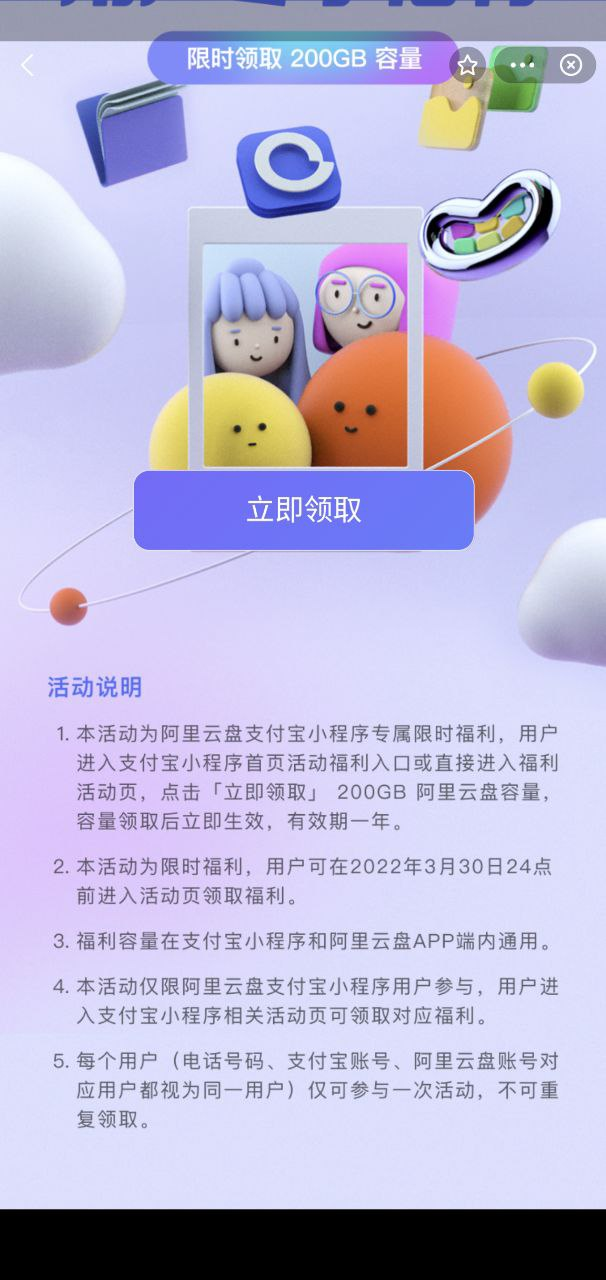 限时领取 200GB 容量
立即领取
活动说明
1. 本活动为阿里云盘支付宝小程序专属限时福利，用户
进入支付宝小程序首页活动福利入口或直接进入福利
活动页，点击「立即领取」 200GB 阿里云盘容量，
容量领取后立即生效，有效期一年。
2. 本活动为限时福利，用户可在2022年3月30日24点
前进入活动页领取福利。
3. 福利容量在支付宝小程序和阿里云盘APP端内通用。
4. 本活动仅限阿里云盘支付宝小程序用户参与，用户进
入支付宝小程序相关活动页可领取对应福利。
5. 每个用户（电话号码、支付宝账号、阿里云盘账号对
应用户都视为同一用户）仅可参与一次活动，不可重
复领取。